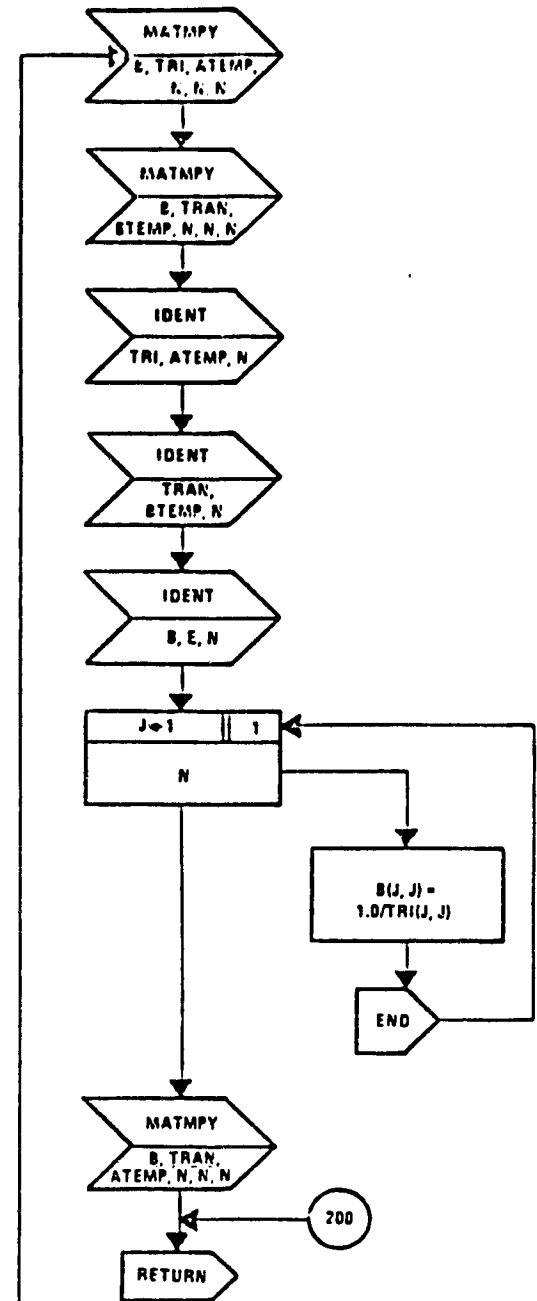 MATMPY
B, TRI, ATEMP,
N, N, N
MATMPY
B, TRAN,
BTEMP, N, N, N
IDENT
TRI, ATEMP, N
IDENT
TRAN,
BTEMP, N
IDENT
B, E, N
J←1 1
N
B(J, J) =
1.0/TRI(J, J)
END
MATMPY
B, TRAN,
ATEMP, N, N, N
200
RETURN